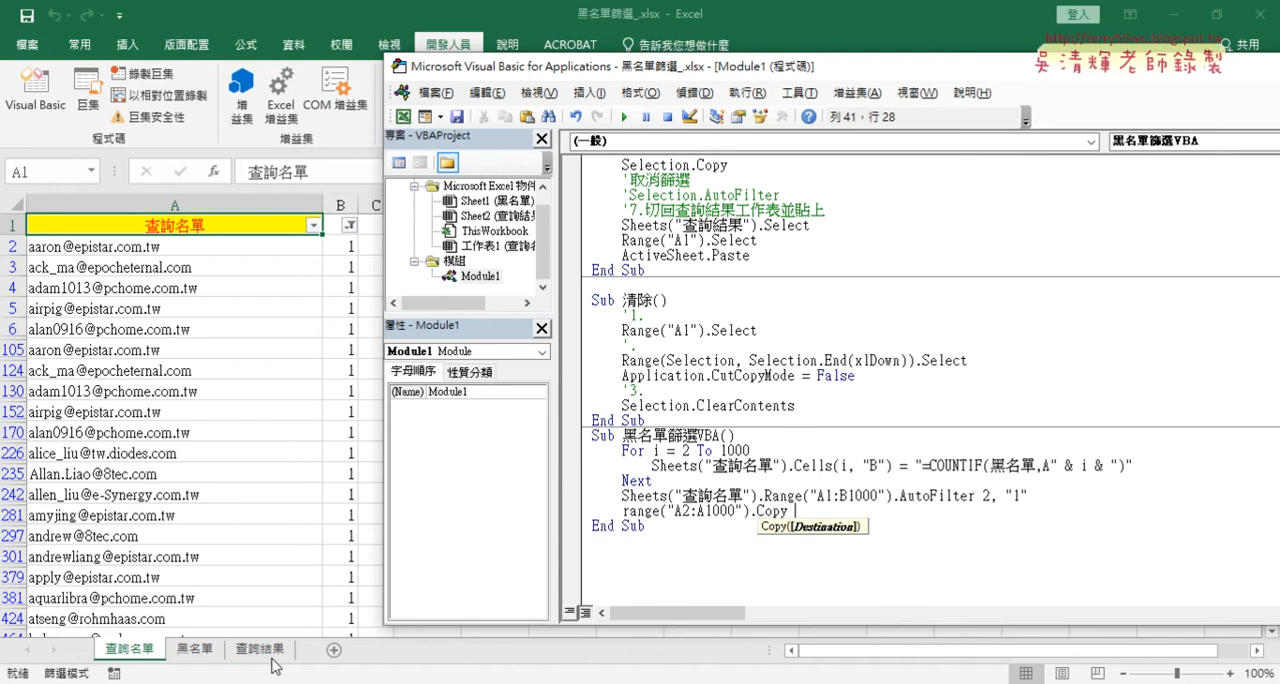 黑名單篩選_.xlsx - Excel
登入
檔案 常用 插入 版面配置 公式 資料 校閱 檢視 開發人員 說明 ACROBAT 告訴我您想做什麼 共用
http://terry55wu.blogspot.tw
吳清輝老師錄製
Visual Basic 巨集
錄製巨集
以相對位置錄製
巨集安全性
程式碼
增益集
Excel 增益集
COM 增益集
增益集
A1
fx 查詢名單
A B C
1 查詢名單
2 aaron@epistar.com.tw 1
3 ack_ma@epocheternal.com 1
4 adam1013@pchome.com.tw 1
5 airpig@epistar.com.tw 1
6 alan0916@pchome.com.tw 1
105 aaron@epistar.com.tw 1
124 ack_ma@epocheternal.com 1
130 adam1013@pchome.com.tw 1
152 airpig@epistar.com.tw 1
170 alan0916@pchome.com.tw 1
226 alice_liu@tw.diodes.com 1
235 Allan.Liao@8tec.com 1
242 allen_liu@e-Synergy.com.tw 1
281 amyjing@epistar.com.tw 1
297 andrew@8tec.com 1
301 andrewliang@epistar.com.tw 1
379 apply@epistar.com.tw 1
381 aquarlibra@pchome.com.tw 1
424 atseng@rohmhaas.com 1
查詢名單 黑名單 查詢結果
就緒 篩選模式
100%
Microsoft Visual Basic for Applications - 黑名單篩選_.xlsx - [Module1 (程式碼)]
檔案(F) 編輯(E) 檢視(V) 插入(I) 格式(O) 偵錯(D) 執行(R) 工具(T) 增益集(A) 視窗(W) 說明(H)
列 41，行 28
專案 - VBAProject
Microsoft Excel 物件
Sheet1 (黑名單)
Sheet2 (查詢結
ThisWorkbook
工作表1 (查詢名
模組
Module1
屬性 - Module1
Module1 Module
字母順序 性質分類
(Name) Module1
(一般)
黑名單篩選VBA
Selection.Copy
'取消篩選
'Selection.AutoFilter
'7.切回查詢結果工作表並貼上
Sheets("查詢結果").Select
Range("A1").Select
ActiveSheet.Paste
End Sub
Sub 清除()
'1.
Range("A1").Select
'.
Range(Selection, Selection.End(xlDown)).Select
Application.CutCopyMode = False
'3.
Selection.ClearContents
End Sub
Sub 黑名單篩選VBA()
For i = 2 To 1000
Sheets("查詢名單").Cells(i, "B") = "=COUNTIF(黑名單,A" & i & ")"
Next
Sheets("查詢名單").Range("A1:B1000").AutoFilter 2, "1"
range("A2:A1000").Copy
End Sub
Copy([Destination])